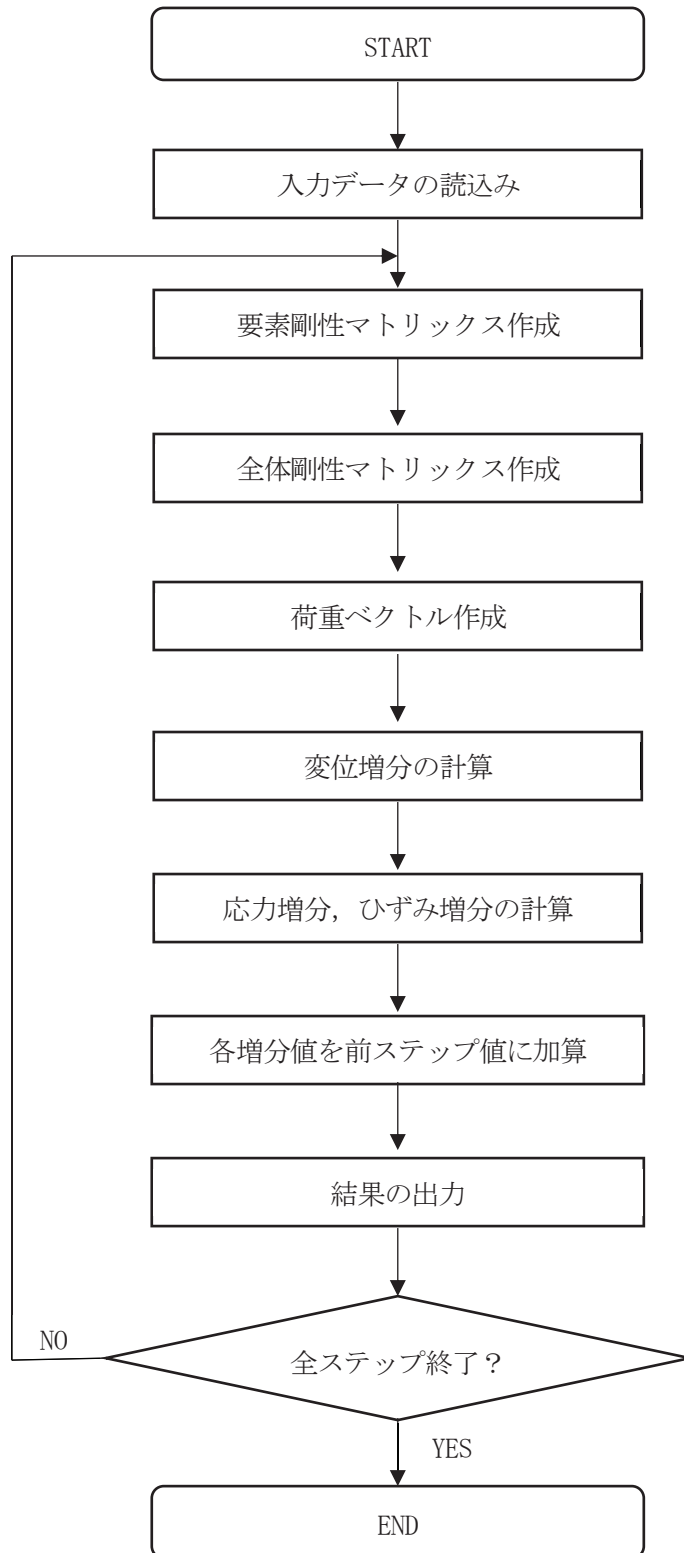 START
入力データの読込み
要素剛性マトリックス作成
全体剛性マトリックス作成
荷重ベクトル作成
変位増分の計算
応力増分，ひずみ増分の計算
各増分値を前ステップ値に加算
結果の出力
NO
全ステップ終了？
YES
END